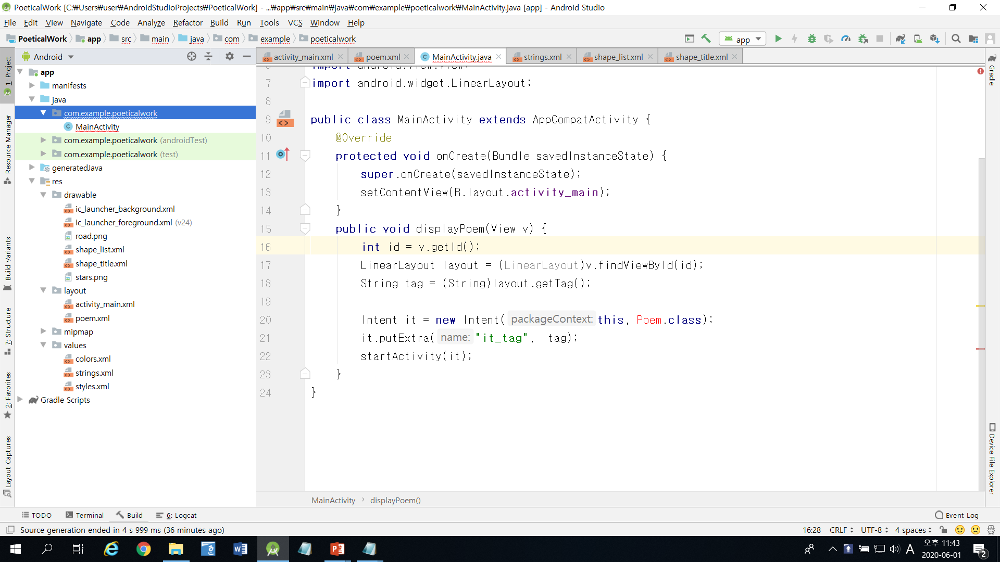 PoeticalWork [C:₩Users₩user₩AndroidStudioProjects₩PoeticalWork] - ...₩app₩src₩main₩java₩com₩example₩poeticalwork₩MainActivity.java [app] - Android Studio
File Edit View Navigate Code Analyze Refactor Build Run Tools VCS Window Help
PoeticalWork app src main java com example poeticalwork
app
Android
activity_main.xml poem.xml MainActivity.java strings.xml shape_list.xml shape_title.xml
1: Project
Resource Manager
Build Variants
7: Structure
2: Favorites
Layout Captures
app
manifests
java
com.example.poeticalwork
MainActivity
com.example.poeticalwork (androidTest)
com.example.poeticalwork (test)
generatedJava
res
drawable
ic_launcher_background.xml
ic_launcher_foreground.xml (v24)
road.png
shape_list.xml
shape_title.xml
stars.png
layout
activity_main.xml
poem.xml
mipmap
values
colors.xml
strings.xml
styles.xml
Gradle Scripts
import android.view.View;
7 import android.widget.LinearLayout;
8
9 public class MainActivity extends AppCompatActivity {
10 @Override
11 protected void onCreate(Bundle savedInstanceState) {
12 super.onCreate(savedInstanceState);
13 setContentView(R.layout.activity_main);
14 }
15 public void displayPoem(View v) {
16 int id = v.getId();
17 LinearLayout layout = (LinearLayout)v.findViewById(id);
18 String tag = (String)layout.getTag();
19
20 Intent it = new Intent( packageContext: this, Poem.class);
21 it.putExtra( name: "it_tag", tag);
22 startActivity(it);
23 }
24 }
MainActivity › displayPoem()
Gradle
Device File Explorer
TODO Terminal Build 6: Logcat Event Log
Source generation ended in 4 s 999 ms (36 minutes ago) 16:28 CRLF UTF-8 4 spaces
A
오후 11:43
2020-06-01
2